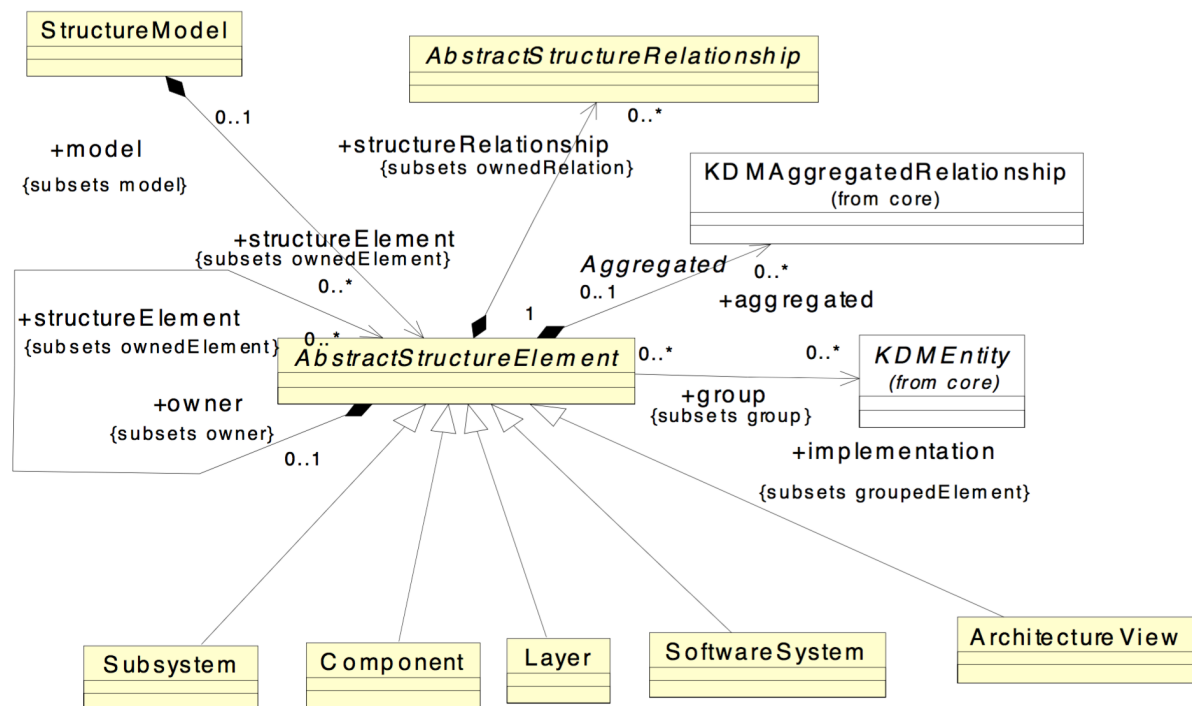 StructureModel
AbstractStructureRelationship
0..1
0..*
+model
{subsets model}
+structureRelationship
{subsets ownedRelation}
KDMAggregatedRelationship
(from core)
+structureElement
{subsets ownedElement}
0..*
Aggregated
0..1
0..*
+aggregated
+structureElement
{subsets ownedElement}
0..*
1
AbstractStructureElement
0..*
0..*
KDMEntity
(from core)
+group
{subsets group}
+owner
{subsets owner}
0..1
+implementation
{subsets groupedElement}
Subsystem
Component
Layer
SoftwareSystem
ArchitectureView